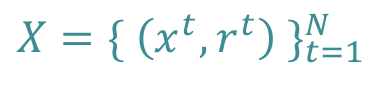 X = { (x^t, r^t) }_{t=1}^N